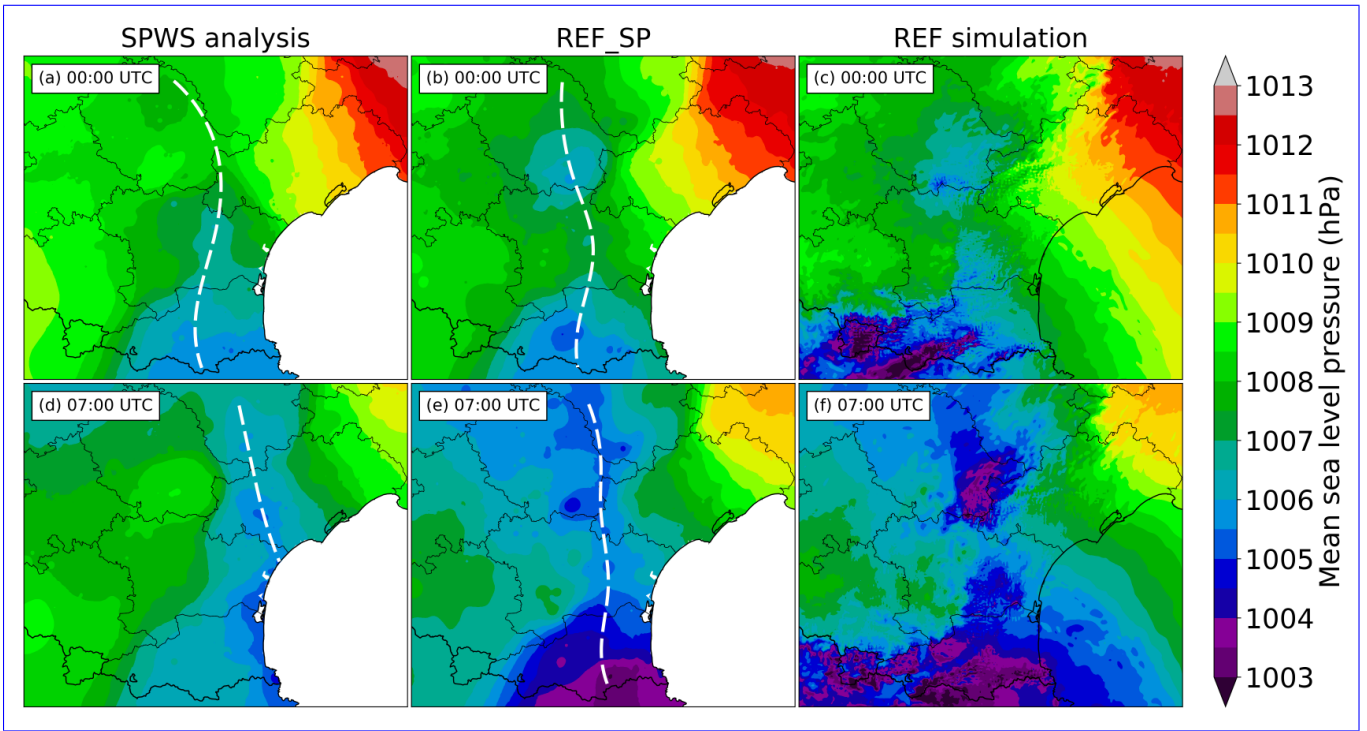 SPWS analysis
REF_SP
REF simulation
(a) 00:00 UTC
(b) 00:00 UTC
(c) 00:00 UTC
(d) 07:00 UTC
(e) 07:00 UTC
(f) 07:00 UTC
1013
1012
1011
1010
1009
1008
1007
1006
1005
1004
1003
Mean sea level pressure (hPa)